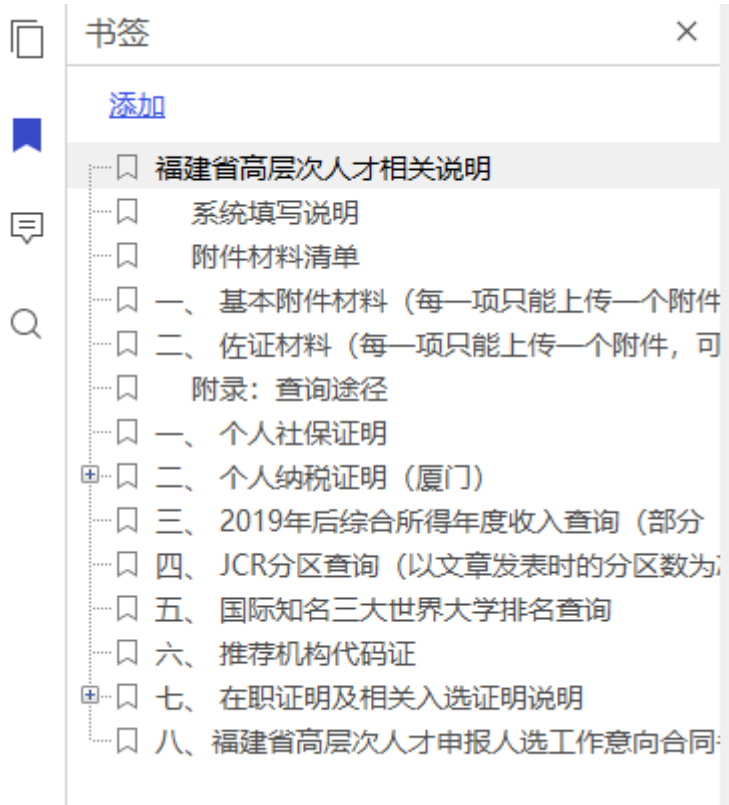 书签
添加
福建省高层次人才相关说明
系统填写说明
附件材料清单
一、 基本附件材料（每一项只能上传一个附件
二、 佐证材料（每一项只能上传一个附件，可
附录：查询途径
一、 个人社保证明
二、 个人纳税证明（厦门）
三、 2019年后综合所得年度收入查询（部分
四、 JCR分区查询（以文章发表时的分区数为
五、 国际知名三大世界大学排名查询
六、 推荐机构代码证
七、 在职证明及相关入选证明说明
八、福建省高层次人才申报人选工作意向合同